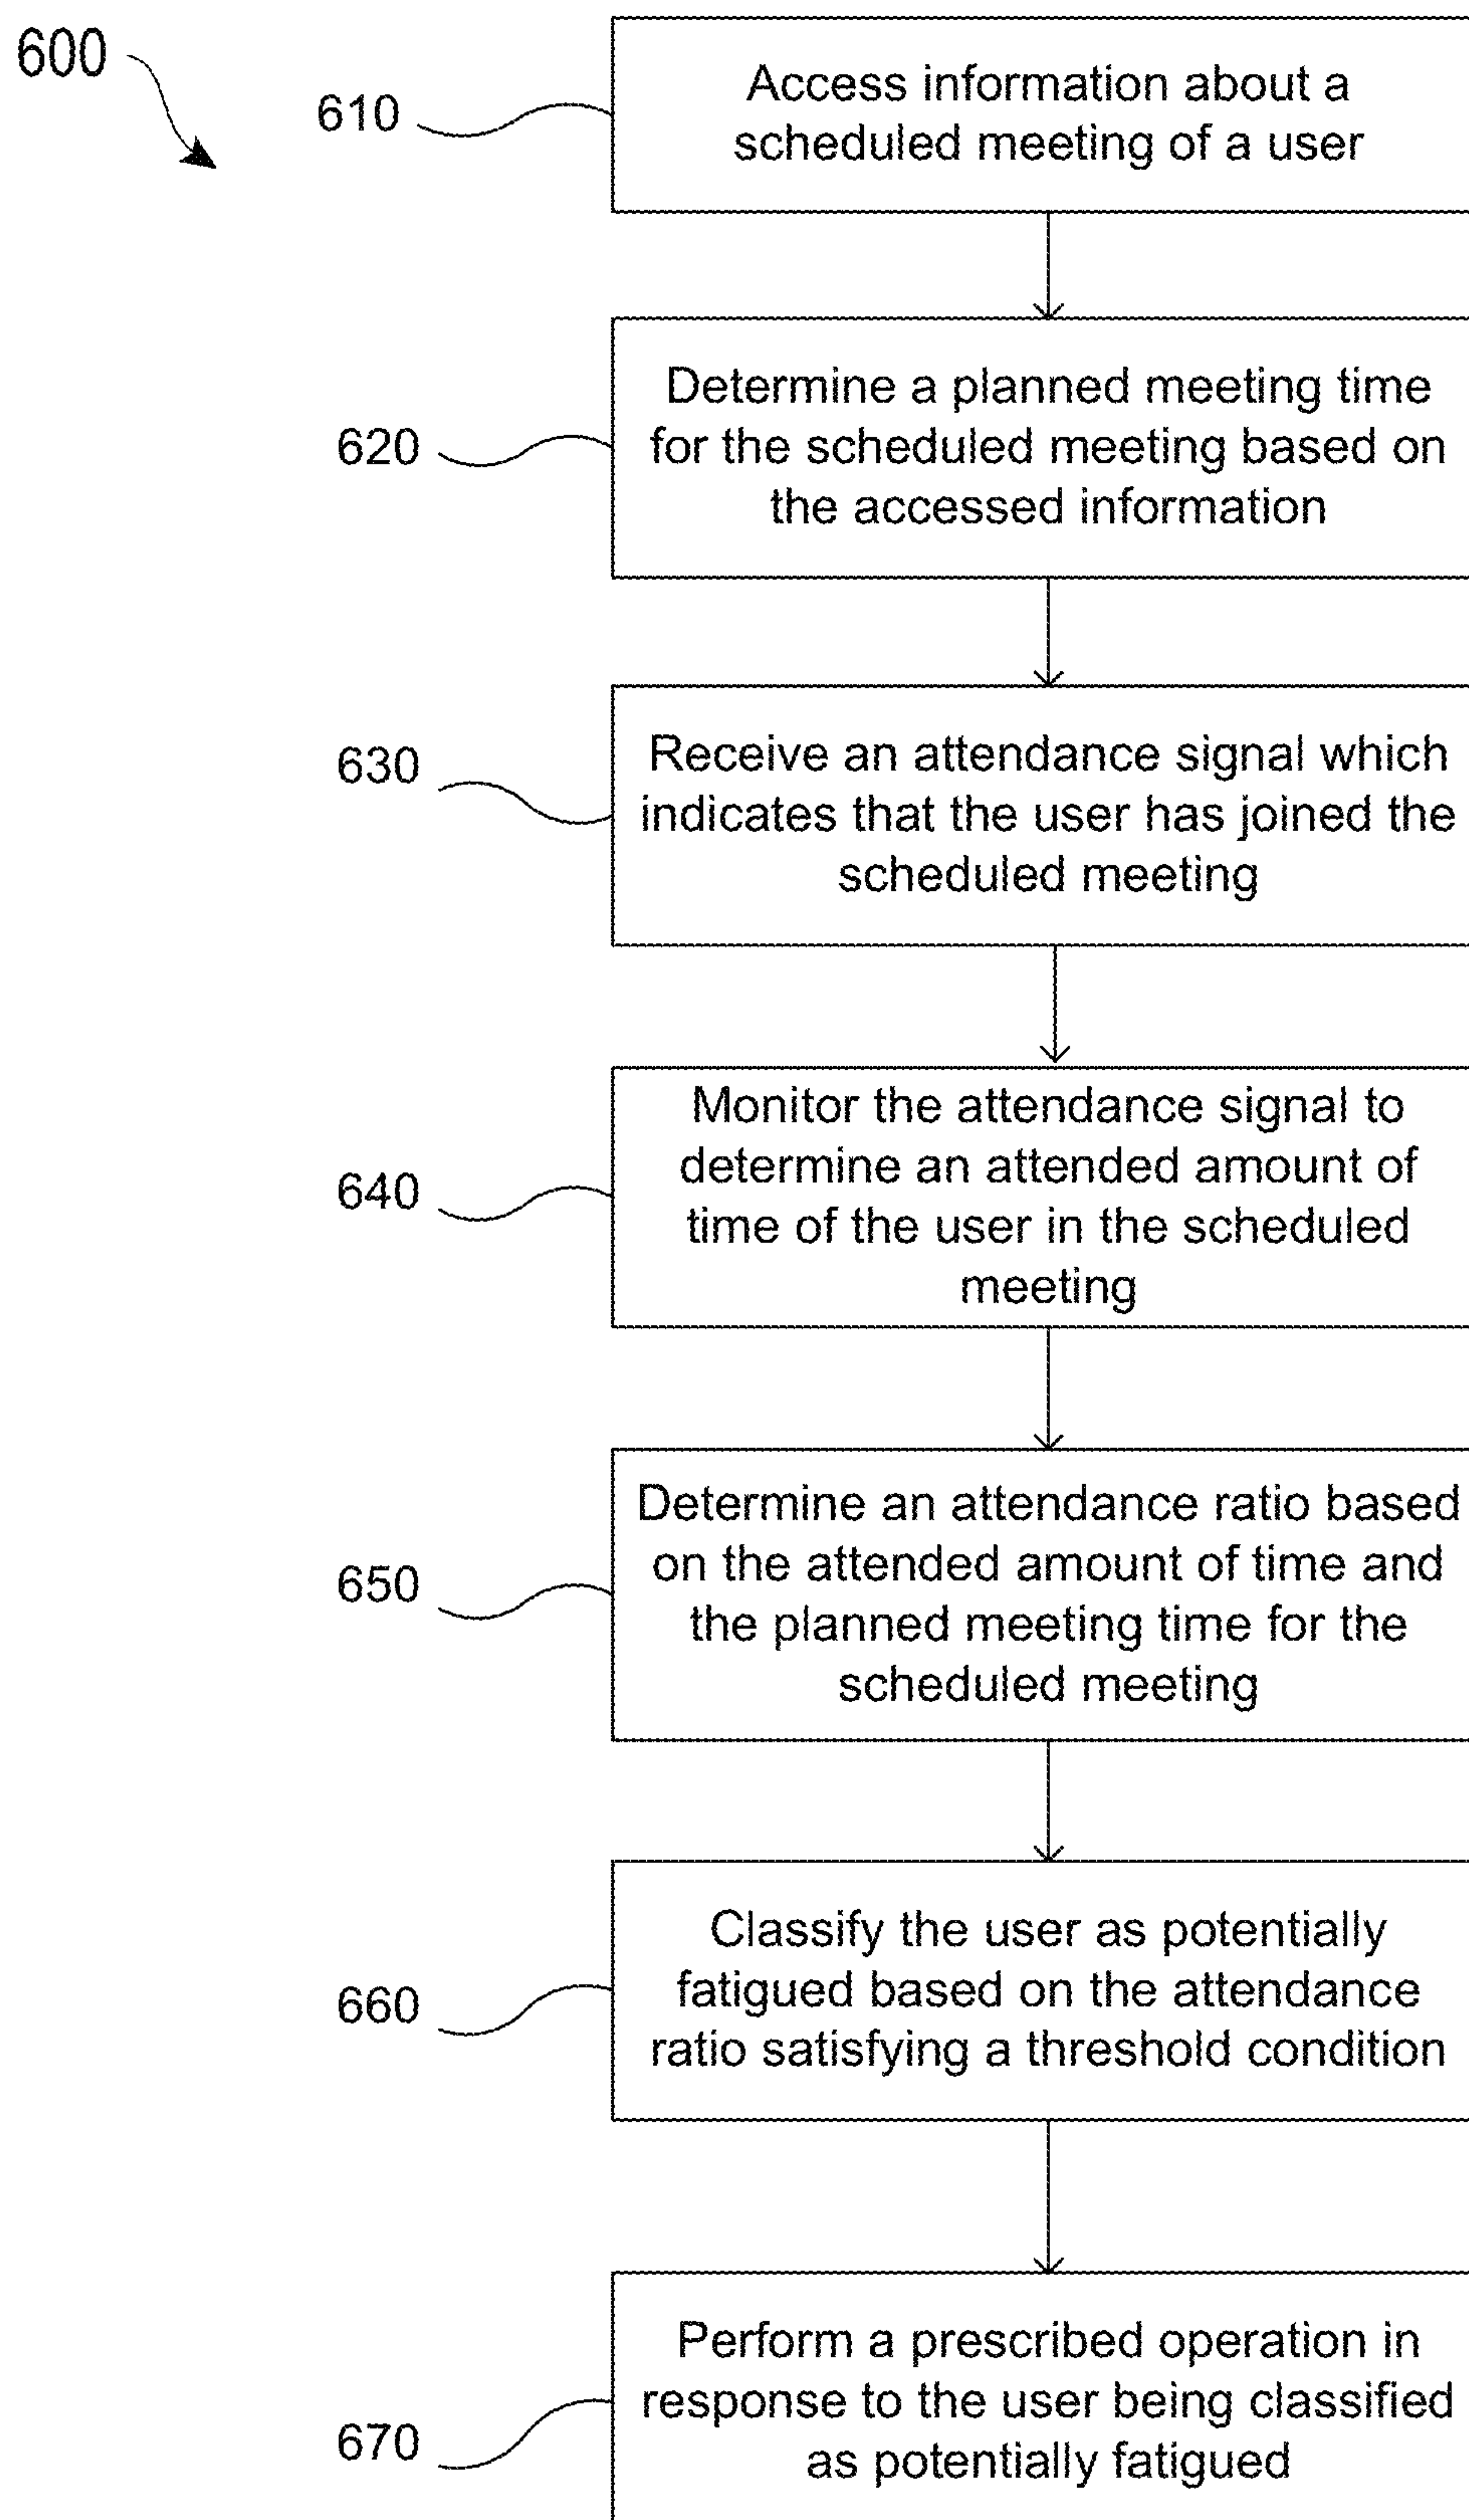 600
610
Access information about a
scheduled meeting of a user
620
Determine a planned meeting time
for the scheduled meeting based on
the accessed information
630
Receive an attendance signal which
indicates that the user has joined the
scheduled meeting
640
Monitor the attendance signal to
determine an attended amount of
time of the user in the scheduled
meeting
650
Determine an attendance ratio based
on the attended amount of time and
the planned meeting time for the
scheduled meeting
660
Classify the user as potentially
fatigued based on the attendance
ratio satisfying a threshold condition
670
Perform a prescribed operation in
response to the user being classified
as potentially fatigued